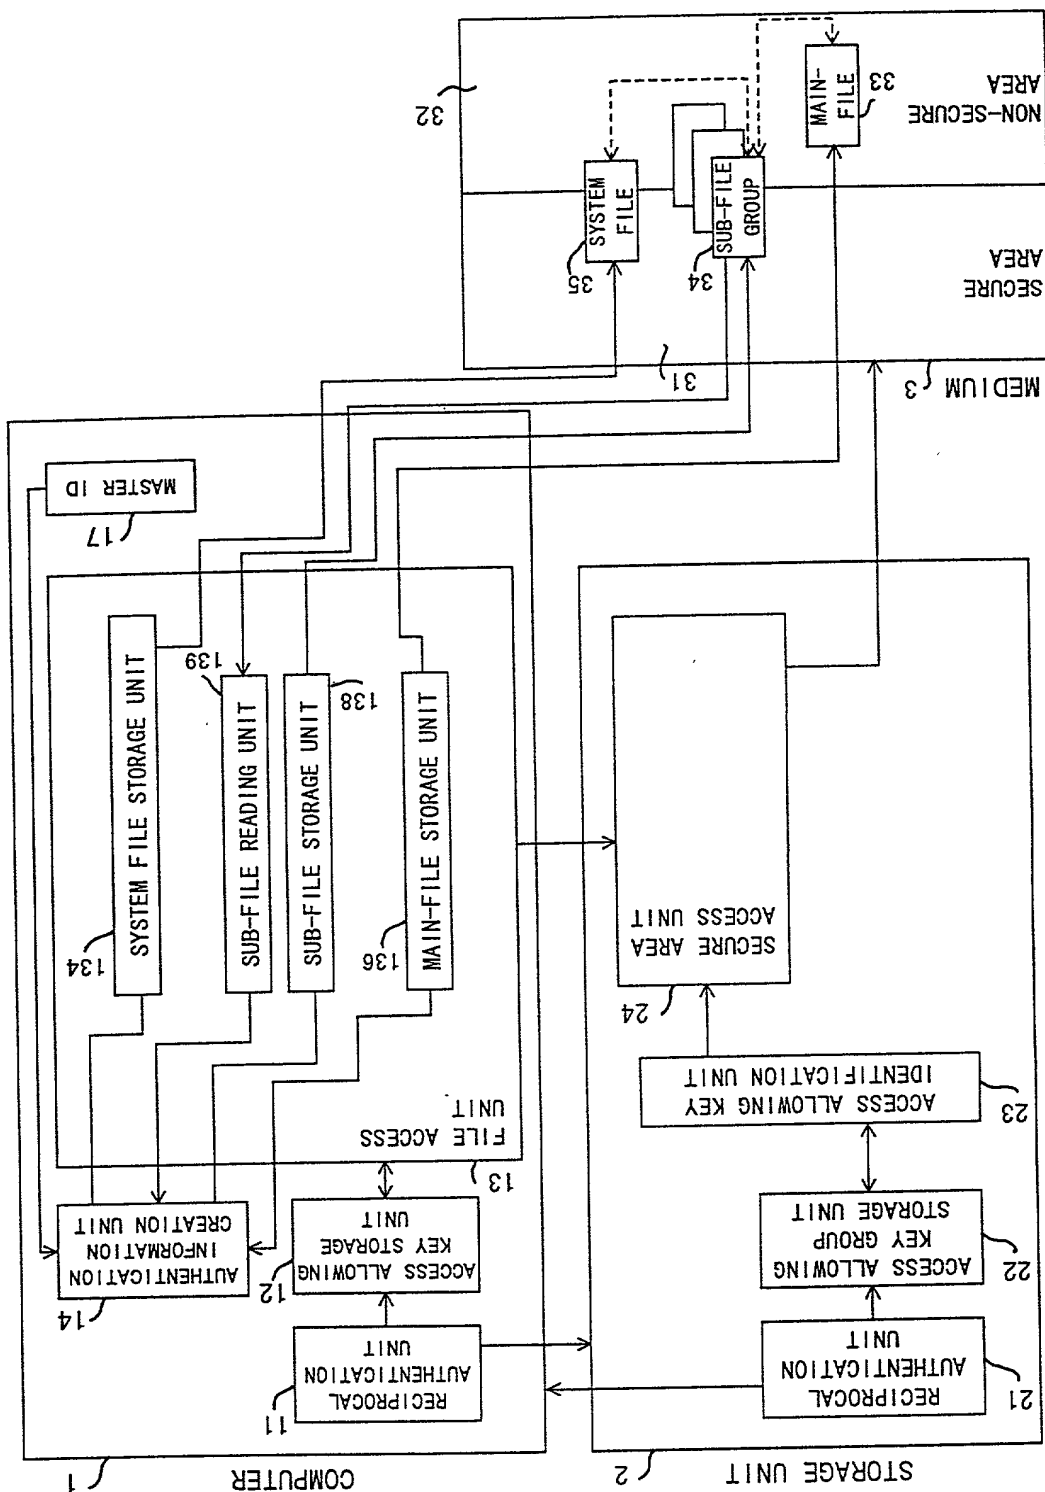 COMPUTER
1
RECIPROCAL
AUTHENTICATION
UNIT
11
ACCESS ALLOWING
KEY STORAGE
UNIT
12
AUTHENTICATION
INFORMATION
CREATION UNIT
14
FILE ACCESS
UNIT
13
SYSTEM FILE STORAGE UNIT
134
SUB-FILE READING UNIT
139
SUB-FILE STORAGE UNIT
138
MAIN-FILE STORAGE UNIT
136
MASTER ID
17
STORAGE UNIT
2
RECIPROCAL
AUTHENTICATION
UNIT
21
ACCESS ALLOWING
KEY GROUP
STORAGE UNIT
22
ACCESS ALLOWING KEY
IDENTIFICATION UNIT
23
SECURE AREA
ACCESS UNIT
24
MEDIUM
3
31
SECURE
AREA
SYSTEM
FILE
35
SUB-FILE
GROUP
34
MAIN-
FILE
33
NON-SECURE
AREA
32